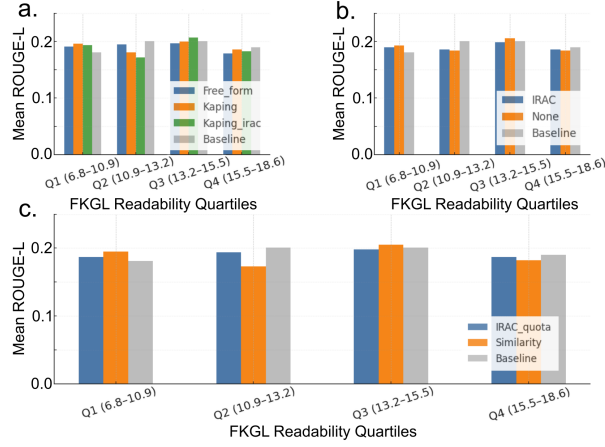 a.
Mean ROUGE-L
0.2
0.1
0.0
Free_form
Kaping
Kaping_irac
Baseline
Q1 (6.8–10.9)
Q2 (10.9–13.2)
Q3 (13.2–15.5)
Q4 (15.5–18.6)
FKGL Readability Quartiles
b.
Mean ROUGE-L
0.2
0.1
0.0
IRAC
None
Baseline
Q1 (6.8–10.9)
Q2 (10.9–13.2)
Q3 (13.2–15.5)
Q4 (15.5–18.6)
FKGL Readability Quartiles
c.
Mean ROUGE-L
0.2
0.1
0.0
IRAC_quota
Similarity
Baseline
Q1 (6.8–10.9)
Q2 (10.9–13.2)
Q3 (13.2–15.5)
Q4 (15.5–18.6)
FKGL Readability Quartiles